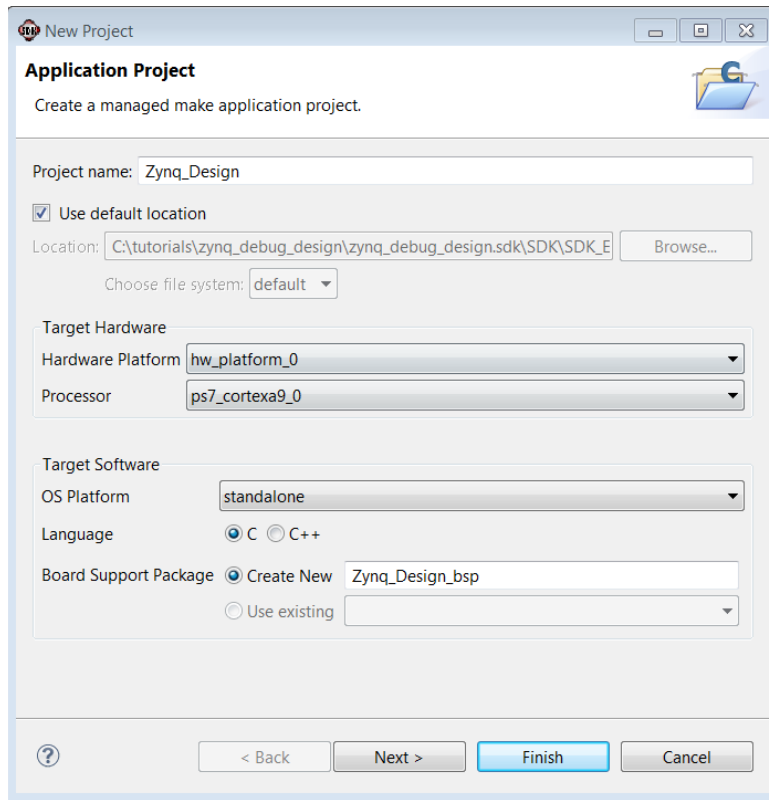 SDK New Project
Application Project
Create a managed make application project.
C
Project name: Zynq_Design
Use default location
Location: C:\tutorials\zynq_debug_design\zynq_debug_design.sdk\SDK\SDK_E Browse...
Choose file system: default
Target Hardware
Hardware Platform hw_platform_0
Processor ps7_cortexa9_0
Target Software
OS Platform standalone
Language C C++
Board Support Package Create New Zynq_Design_bsp
Use existing
? < Back Next > Finish Cancel